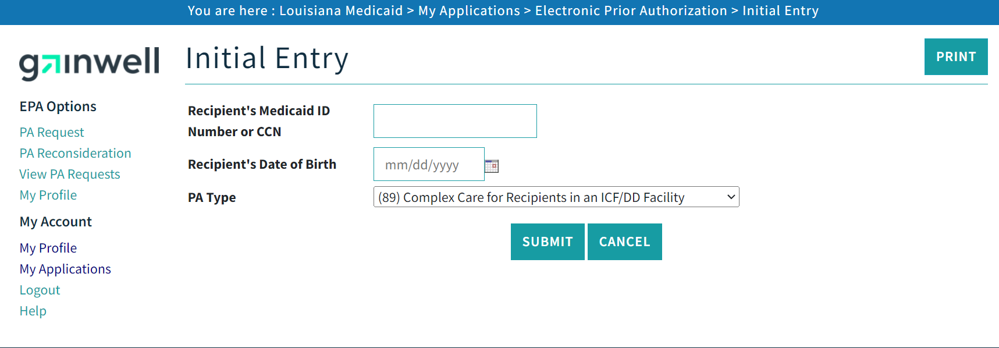 You are here : Louisiana Medicaid > My Applications > Electronic Prior Authorization > Initial Entry
gainwell
Initial Entry
PRINT
EPA Options
PA Request
PA Reconsideration
View PA Requests
My Profile
My Account
My Profile
My Applications
Logout
Help
Recipient's Medicaid ID
Number or CCN
Recipient's Date of Birth
mm/dd/yyyy
PA Type
(89) Complex Care for Recipients in an ICF/DD Facility
SUBMIT
CANCEL